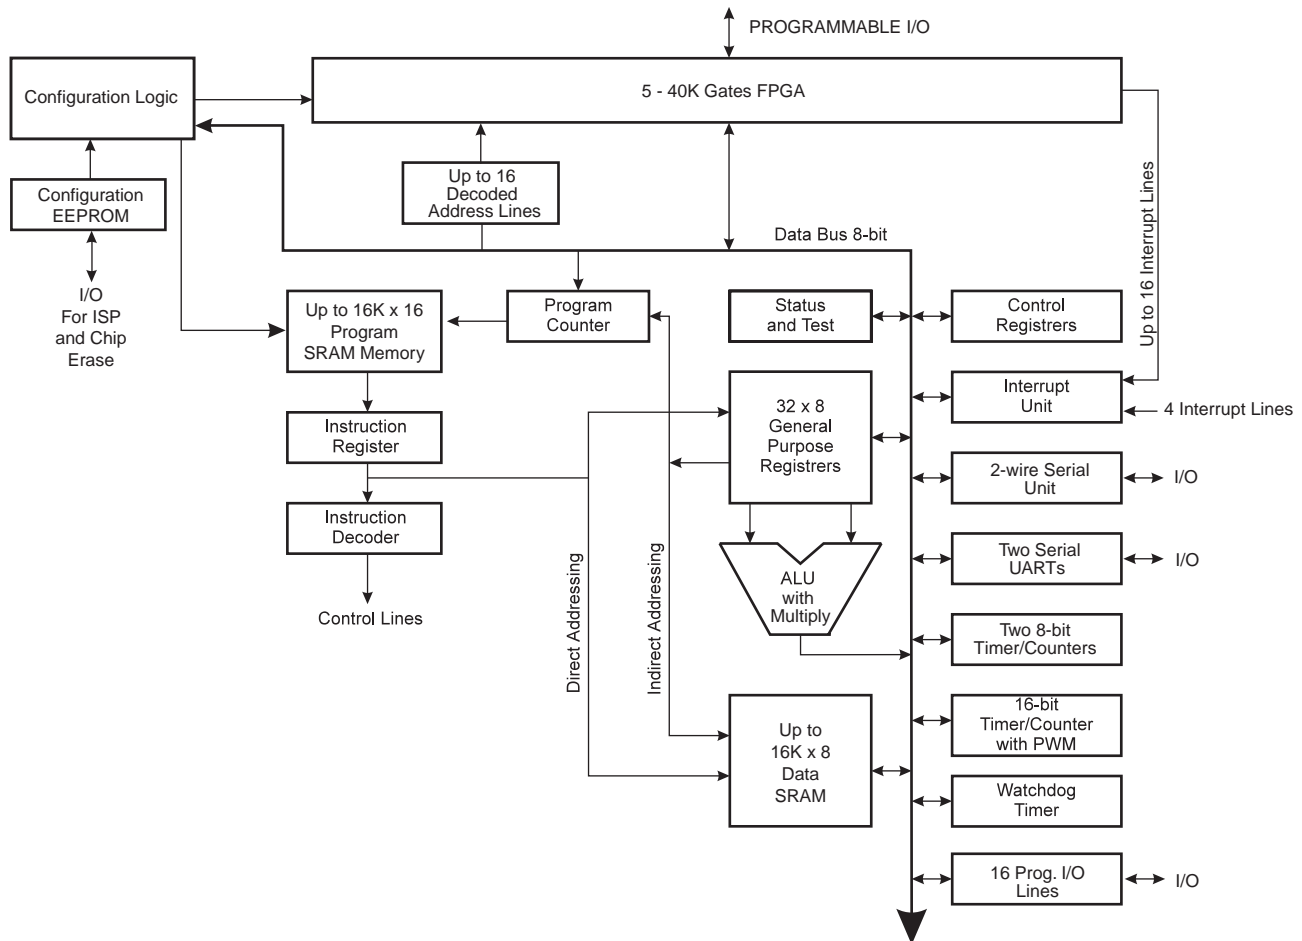 PROGRAMMABLE I/O
Configuration Logic
5 - 40K Gates FPGA
Up to 16
Decoded
Address Lines
Configuration
EEPROM
Up to 16 Interrupt Lines
Data Bus 8-bit
I/O
For ISP
and Chip
Erase
Up to 16K x 16
Program
SRAM Memory
Program
Counter
Status
and Test
Control
Registrers
Interrupt
Unit
4 Interrupt Lines
Instruction
Register
32 x 8
General
Purpose
Registrers
2-wire Serial
Unit
I/O
Instruction
Decoder
Two Serial
UARTs
I/O
Direct Addressing
Indirect Addressing
ALU
with
Multiply
Control Lines
Two 8-bit
Timer/Counters
Up to
16K x 8
Data
SRAM
16-bit
Timer/Counter
with PWM
Watchdog
Timer
16 Prog. I/O
Lines
I/O